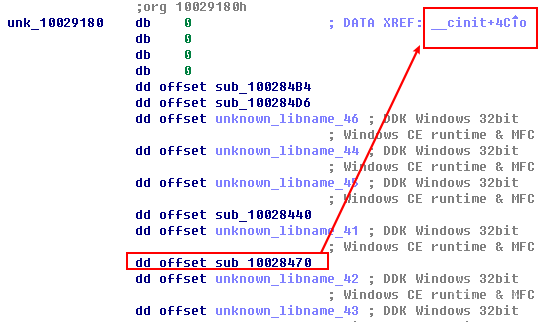 ;org 10029180h
unk_10029180 db 0 ; DATA XREF: __cinit+4C↑o
db 0
db 0
db 0
dd offset sub_100284B4
dd offset sub_100284D6
dd offset unknown_libname_46 ; DDK Windows 32bit
; Windows CE runtime & MFC
dd offset unknown_libname_44 ; DDK Windows 32bit
; Windows CE runtime & MFC
dd offset unknown_libname_45 ; DDK Windows 32bit
; Windows CE runtime & MFC
dd offset sub_10028440
dd offset unknown_libname_41 ; DDK Windows 32bit
; Windows CE runtime & MFC
dd offset sub_10028470
dd offset unknown_libname_42 ; DDK Windows 32bit
; Windows CE runtime & MFC
dd offset unknown_libname_43 ; DDK Windows 32bit